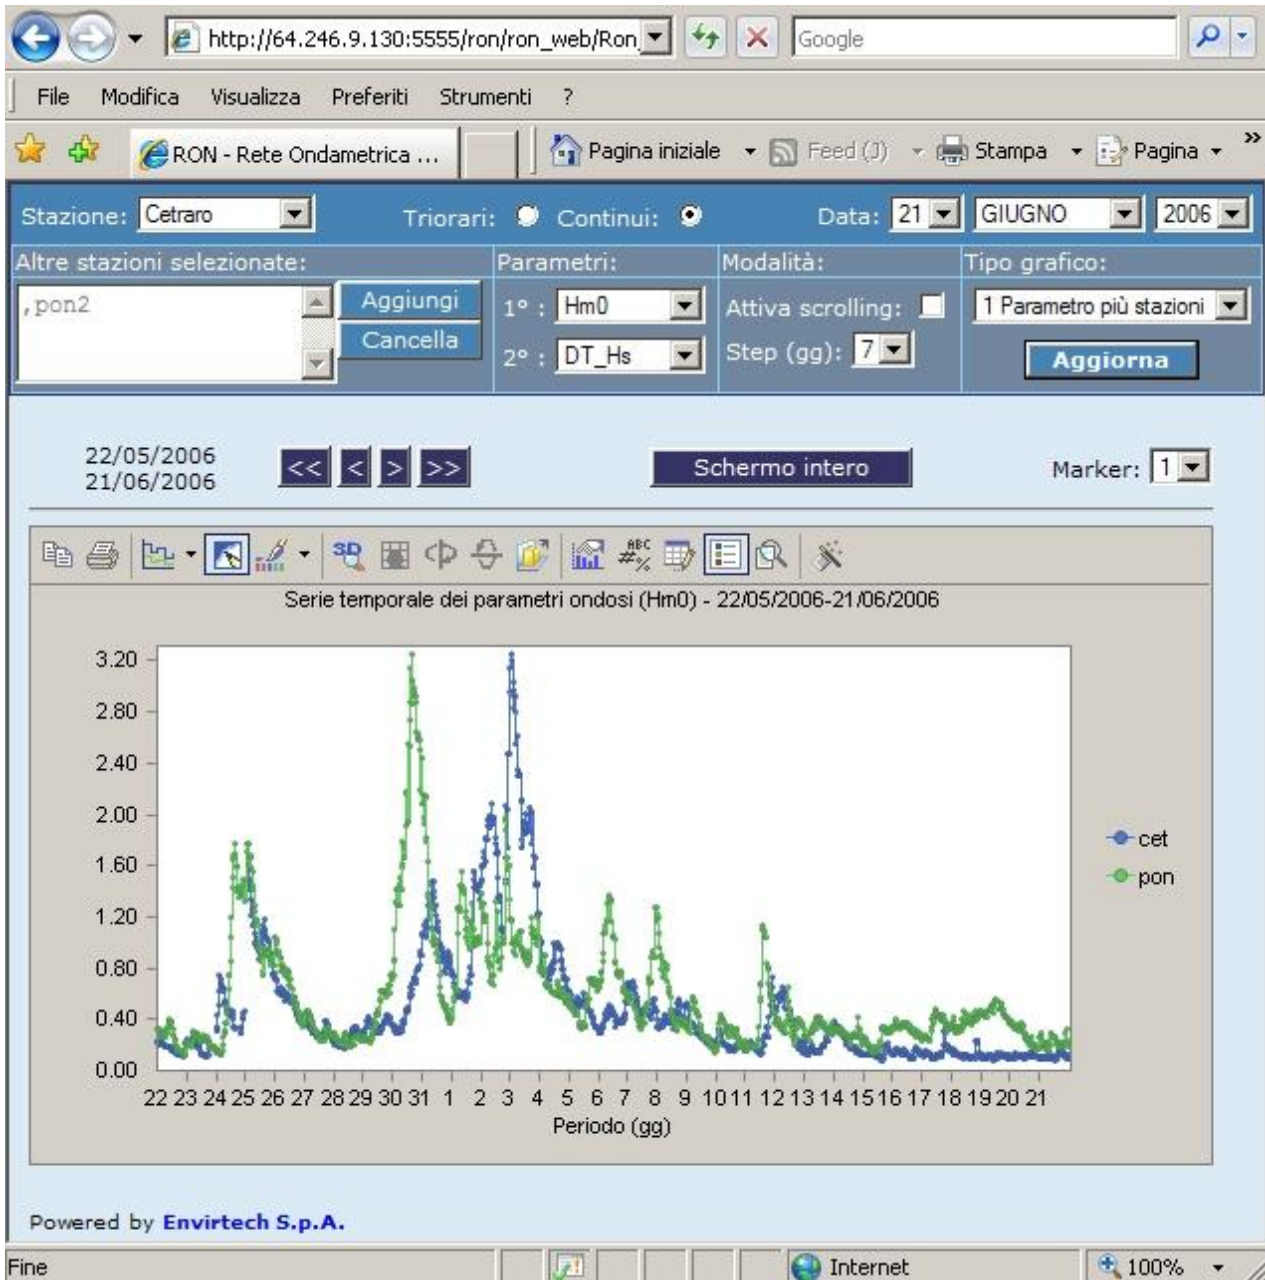 http://64.246.9.130:5555/ron/ron_web/Ron_ Google
File Modifica Visualizza Preferiti Strumenti ?
RON - Rete Ondametrica ... Pagina iniziale Feed (J) Stampa Pagina »
Stazione: Cetraro Triorari: Continui: Data: 21 GIUGNO 2006
Altre stazioni selezionate: Parametri: Modalità: Tipo grafico:
,pon2 Aggiungi 1° : Hm0 Attiva scrolling: 1 Parametro più stazioni
Cancella 2° : DT_Hs Step (gg): 7 Aggiorna
22/05/2006
21/06/2006
<< < > >> Schermo intero Marker: 1
3D ABC #%
Serie temporale dei parametri ondosi (Hm0) - 22/05/2006-21/06/2006
3.20
2.80
2.40
2.00
1.60
1.20
0.80
0.40
0.00
cet
pon
22 23 24 25 26 27 28 29 30 31 1 2 3 4 5 6 7 8 9 10 11 12 13 14 15 16 17 18 19 20 21
Periodo (gg)
Powered by Envirtech S.p.A.
Fine Internet 100%